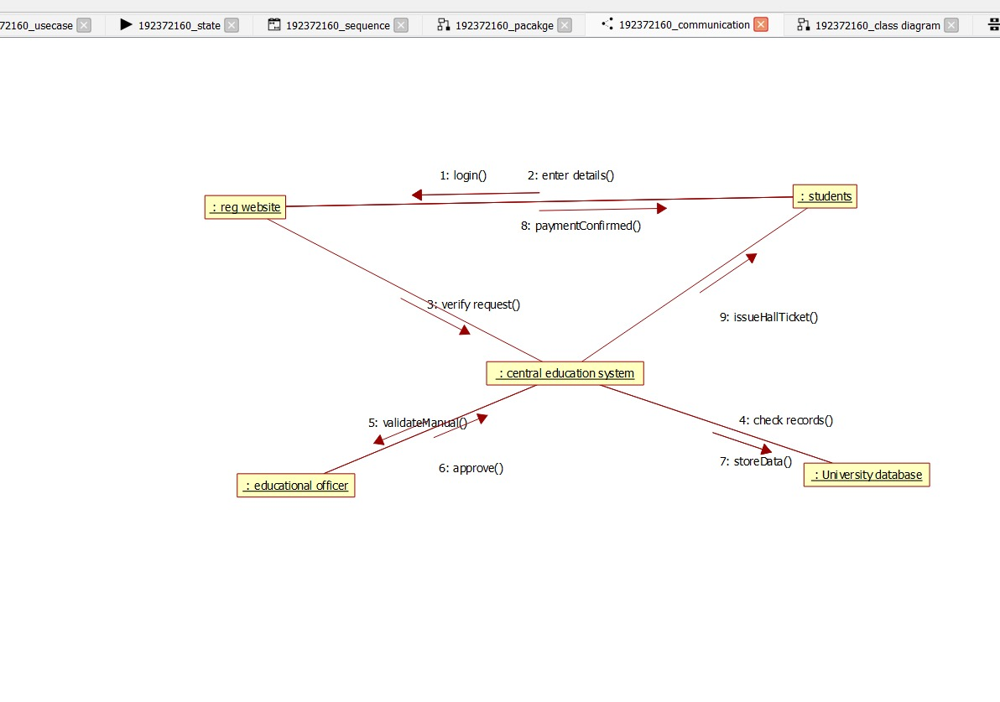 72160_usecase
192372160_state
192372160_sequence
192372160_pacakge
192372160_communication
192372160_class diagram
1: login()
2: enter details()
: reg website
: students
8: paymentConfirmed()
3: verify request()
9: issueHallTicket()
: central education system
5: validateManual()
4: check records()
6: approve()
7: storeData()
: educational officer
: University database